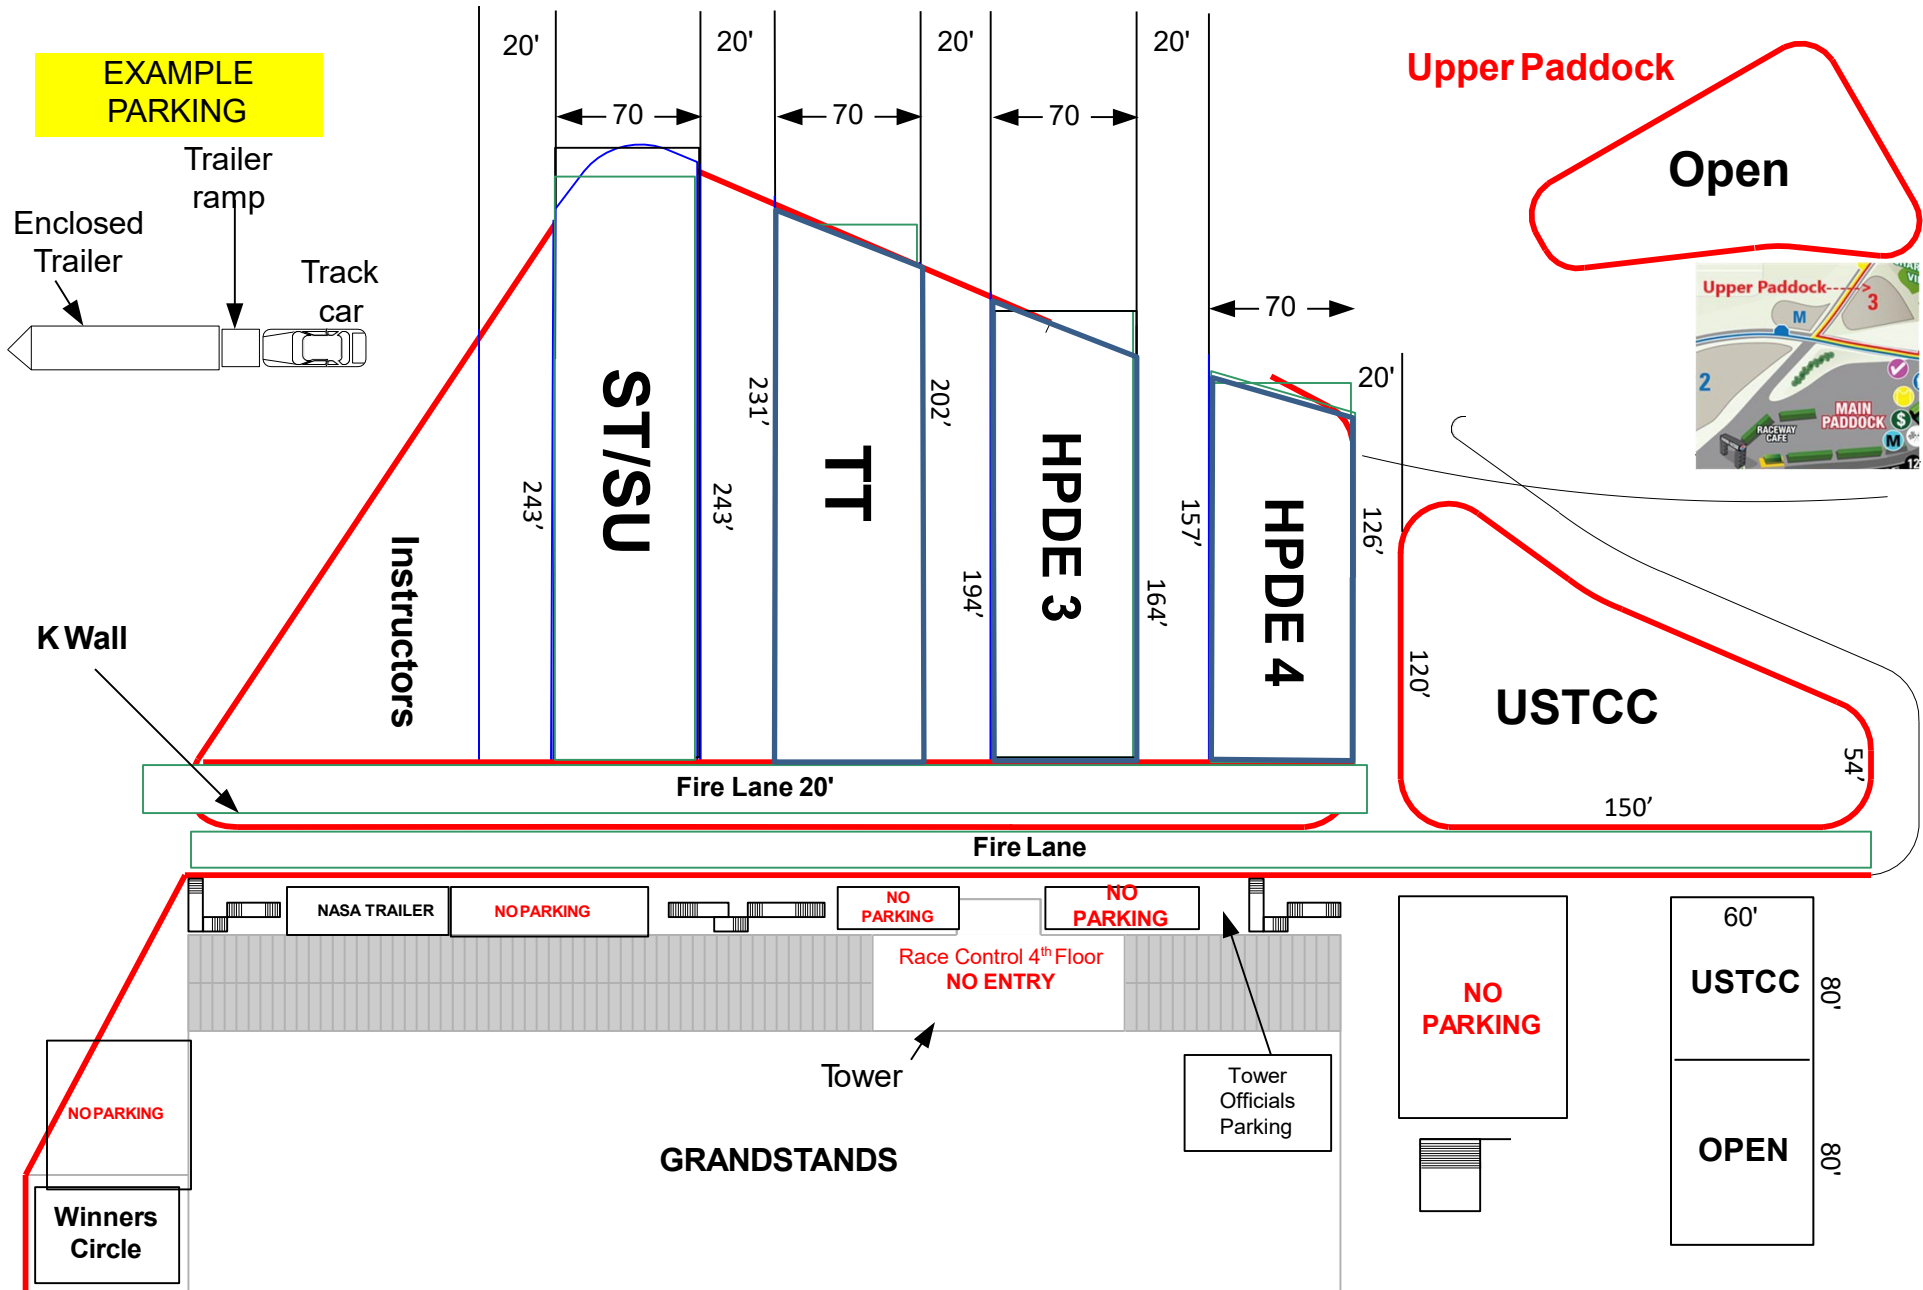 EXAMPLE
PARKING
Trailer
ramp
Enclosed
Trailer
Track
car
20'
20'
20'
20'
70
70
70
70
20'
Upper Paddock
Open
Upper Paddock---->
3
M
2
MAIN
PADDOCK
RACEWAY
CAFE
$
M
12
Instructors
243'
ST/SU
243'
231'
TT
202'
194'
HPDE 3
164'
157'
HPDE 4
126'
120'
USTCC
54'
150'
K Wall
Fire Lane 20'
Fire Lane
NASA TRAILER
NO PARKING
NO
PARKING
NO
PARKING
Race Control 4th Floor
NO ENTRY
Tower
Tower
Officials
Parking
NO
PARKING
60'
USTCC
80'
OPEN
80'
NO PARKING
GRANDSTANDS
Winners
Circle